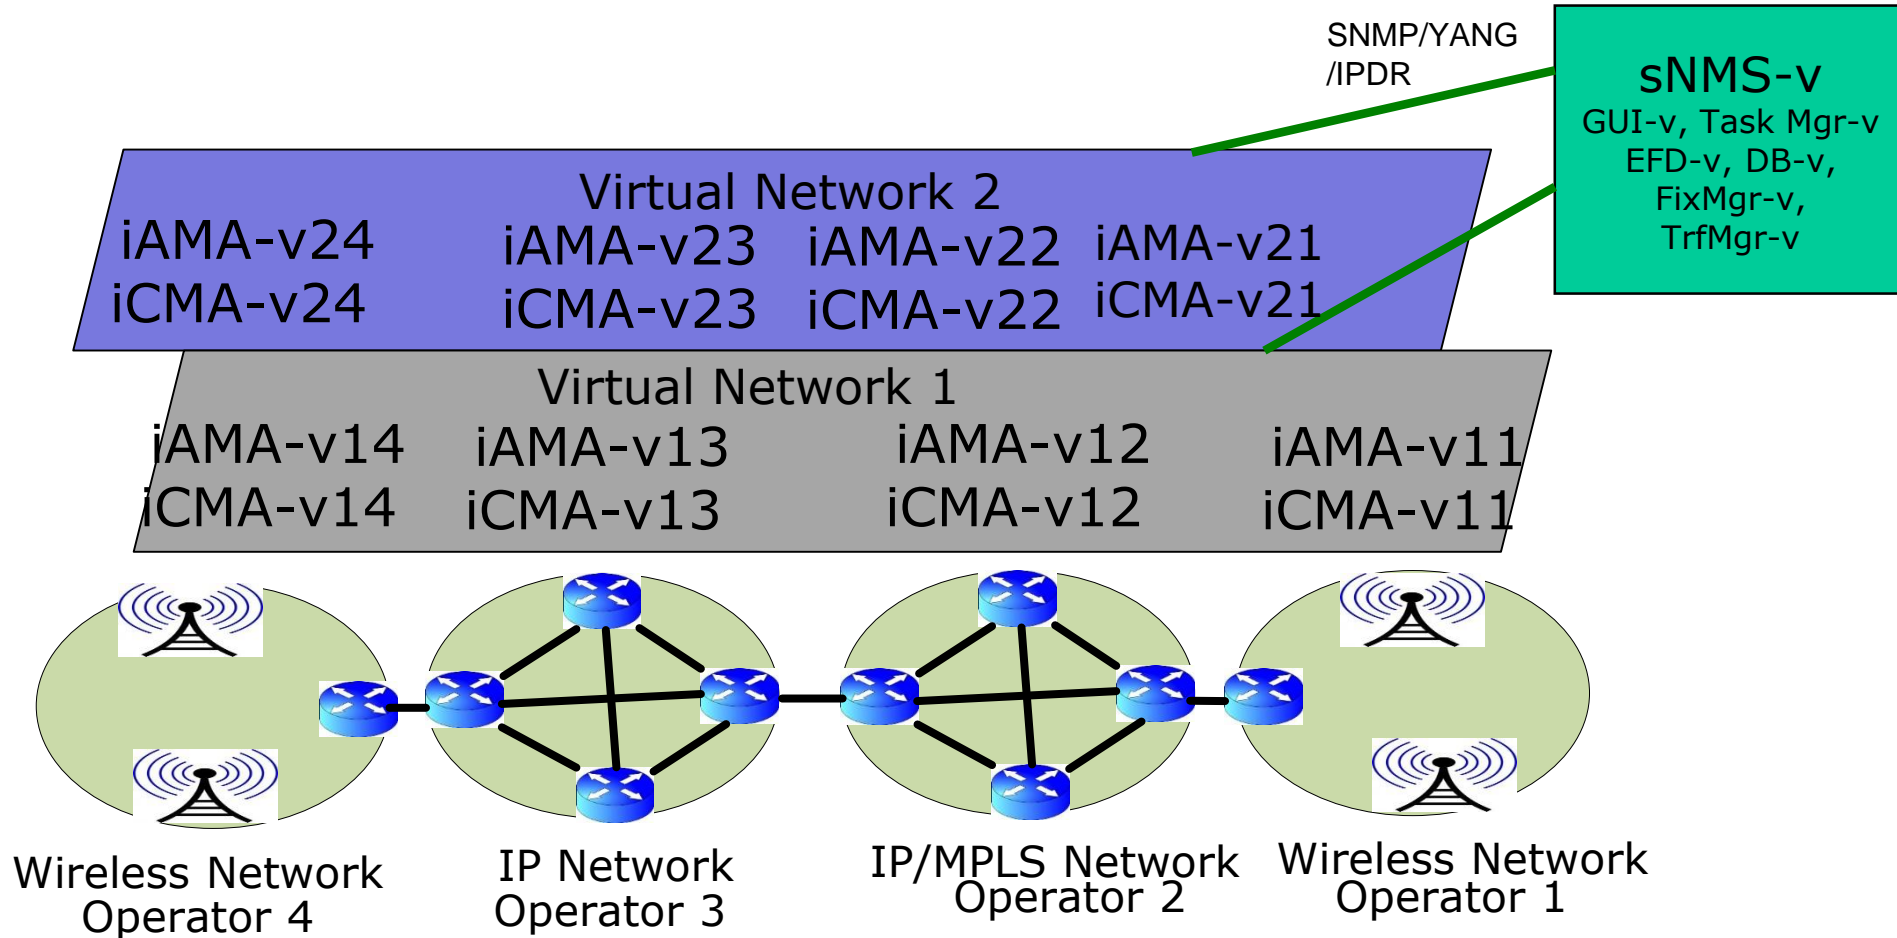 SNMP/YANG
/IPDR
sNMS-v
GUI-v, Task Mgr-v
EFD-v, DB-v,
FixMgr-v,
TrfMgr-v
Virtual Network 2
iAMA-v24 iAMA-v23 iAMA-v22 iAMA-v21
iCMA-v24 iCMA-v23 iCMA-v22 iCMA-v21
Virtual Network 1
iAMA-v14 iAMA-v13 iAMA-v12 iAMA-v11
iCMA-v14 iCMA-v13 iCMA-v12 iCMA-v11
Wireless Network
Operator 4
IP Network
Operator 3
IP/MPLS Network
Operator 2
Wireless Network
Operator 1